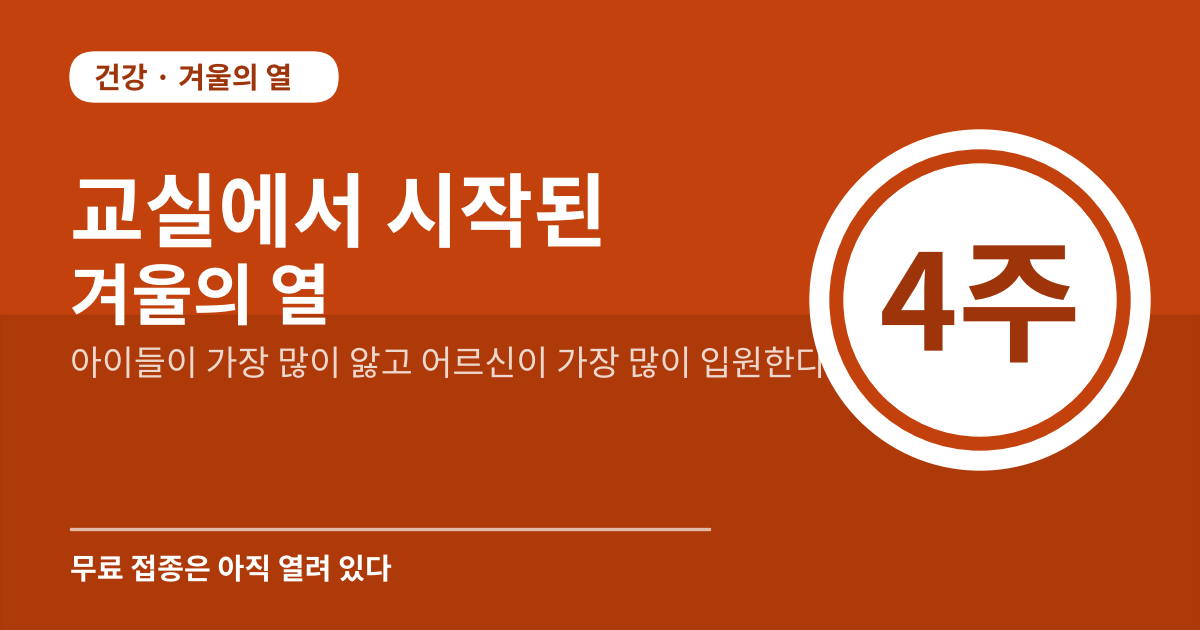 건강 · 겨울의 열
교실에서 시작된
겨울의 열
아이들이 가장 많이 앓고 어르신이 가장 많이 입원한다
4주
무료 접종은 아직 열려 있다